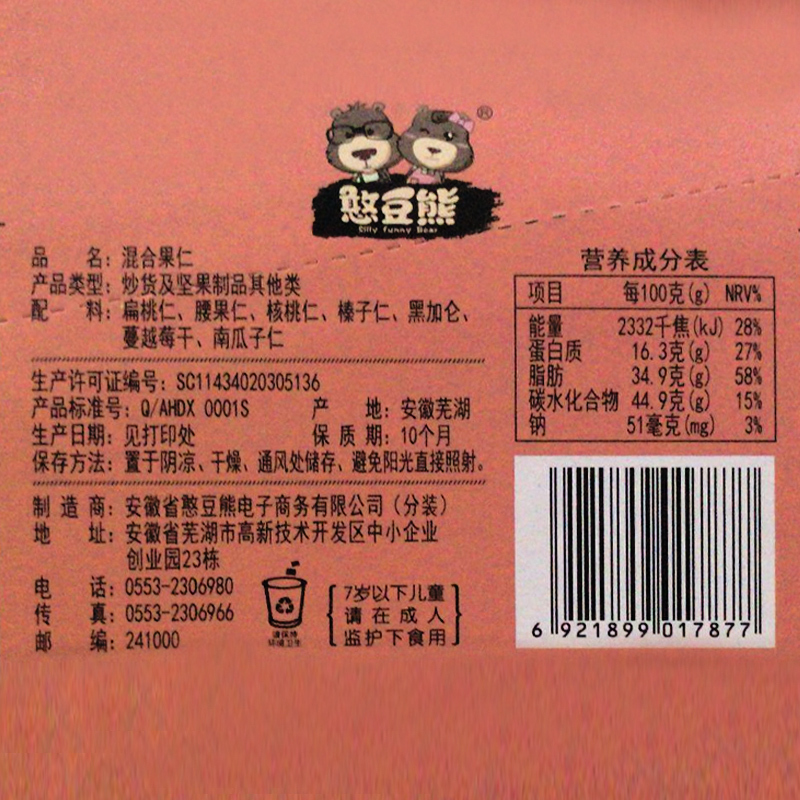 ®
憨豆熊
Silly funny Bear
品 名：混合果仁
产品类型：炒货及坚果制品其他类
配 料：扁桃仁、腰果仁、核桃仁、榛子仁、黑加仑、
蔓越莓干、南瓜子仁
生产许可证编号：SC11434020305136
产品标准号：Q/AHDX 0001S 产 地：安徽芜湖
生产日期：见打印处 保 质 期：10个月
保存方法：置于阴凉、干燥、通风处储存、避免阳光直接照射。
制 造 商：安徽省憨豆熊电子商务有限公司（分装）
地 址：安徽省芜湖市高新技术开发区中小企业
创业园23栋
电 话：0553-2306980
传 真：0553-2306966
邮 编：241000
请保持
环境卫生
7岁以下儿童
请在成人
监护下食用
营养成分表
项目 每100克(g) NRV%
能量 2332千焦(kJ) 28%
蛋白质 16.3克(g) 27%
脂肪 34.9克(g) 58%
碳水化合物 44.9克(g) 15%
钠 51毫克(mg) 3%
6 921899 017877